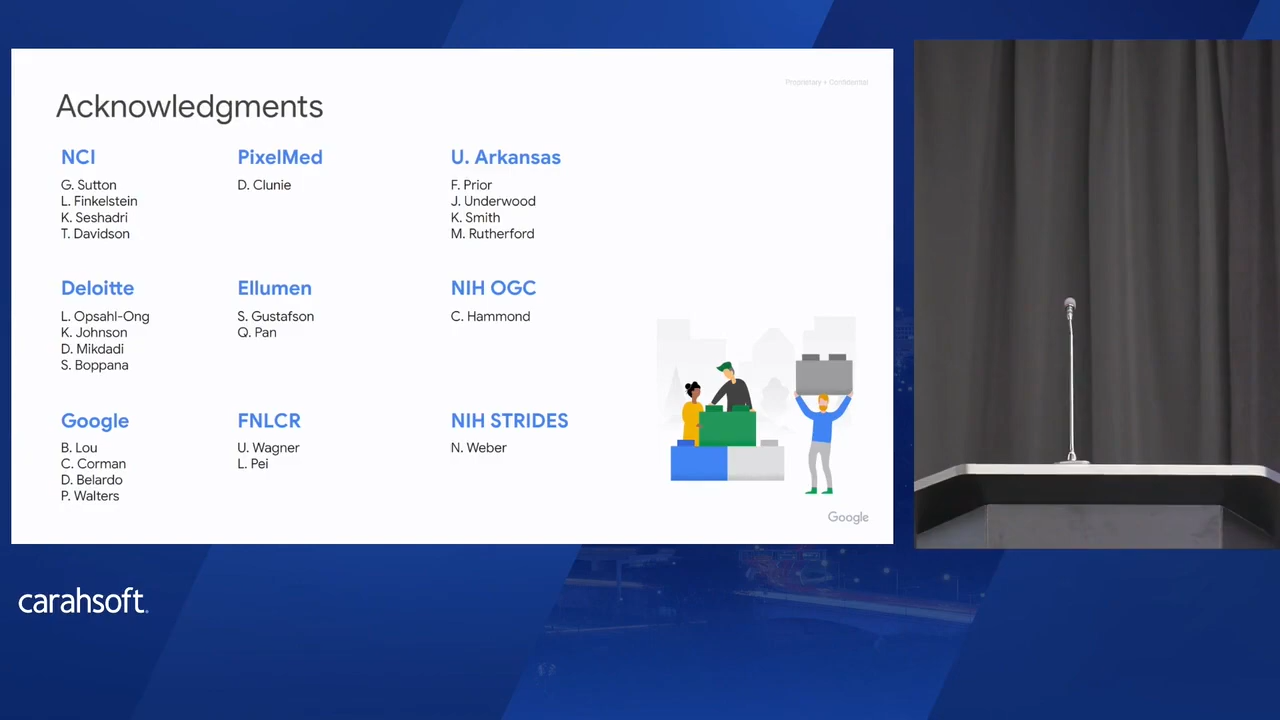 Proprietary + Confidential
Acknowledgments
NCI
G. Sutton
L. Finkelstein
K. Seshadri
T. Davidson
PixelMed
D. Clunie
U. Arkansas
F. Prior
J. Underwood
K. Smith
M. Rutherford
Deloitte
L. Opsahl-Ong
K. Johnson
D. Mikdadi
S. Boppana
Ellumen
S. Gustafson
Q. Pan
NIH OGC
C. Hammond
Google
B. Lou
C. Corman
D. Belardo
P. Walters
FNLCR
U. Wagner
L. Pei
NIH STRIDES
N. Weber
Google
carahsoft.